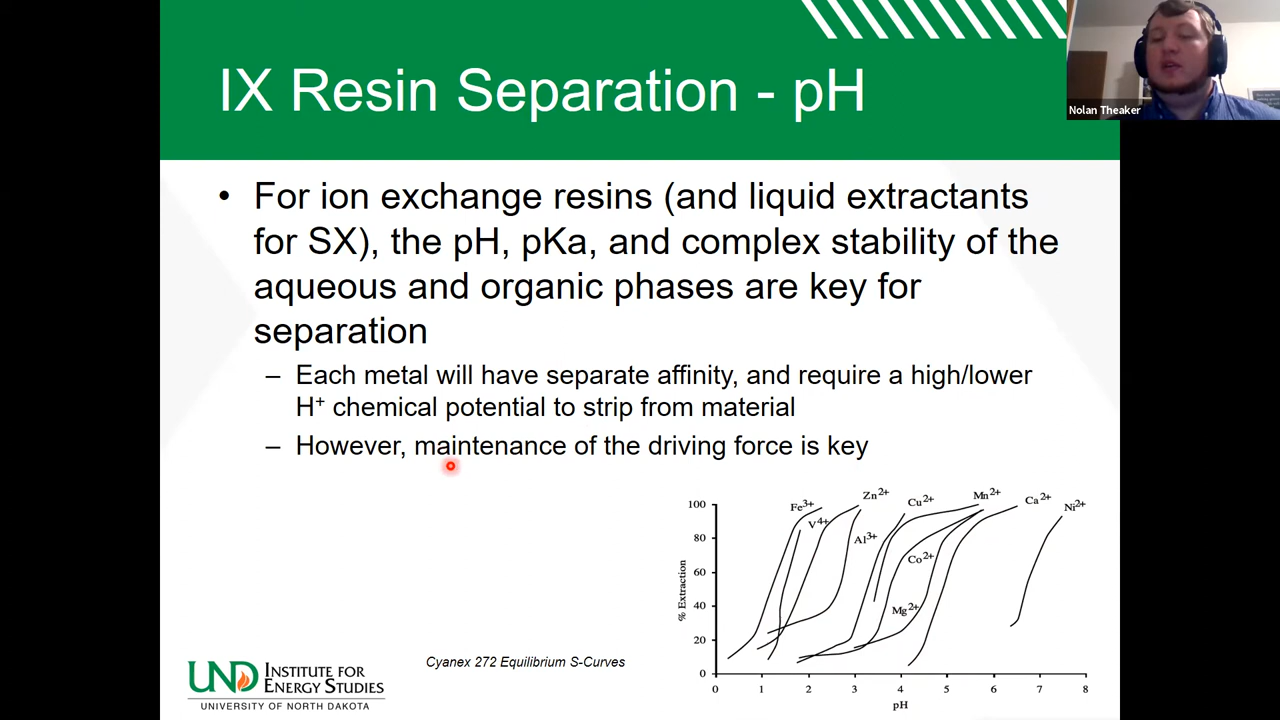 IX Resin Separation - pH
Nolan Theaker
• For ion exchange resins (and liquid extractants
for SX), the pH, pKa, and complex stability of the
aqueous and organic phases are key for
separation
– Each metal will have separate affinity, and require a high/lower
H⁺ chemical potential to strip from material
– However, maintenance of the driving force is key
Fe³⁺
V⁴⁺
Zn²⁺
Al³⁺
Cu²⁺
Co²⁺
Mg²⁺
Mn²⁺
Ca²⁺
Ni²⁺
% Extraction
100
80
60
40
20
0
0 1 2 3 4 5 6 7 8
pH
Cyanex 272 Equilibrium S-Curves
UND INSTITUTE FOR
ENERGY STUDIES
UNIVERSITY OF NORTH DAKOTA